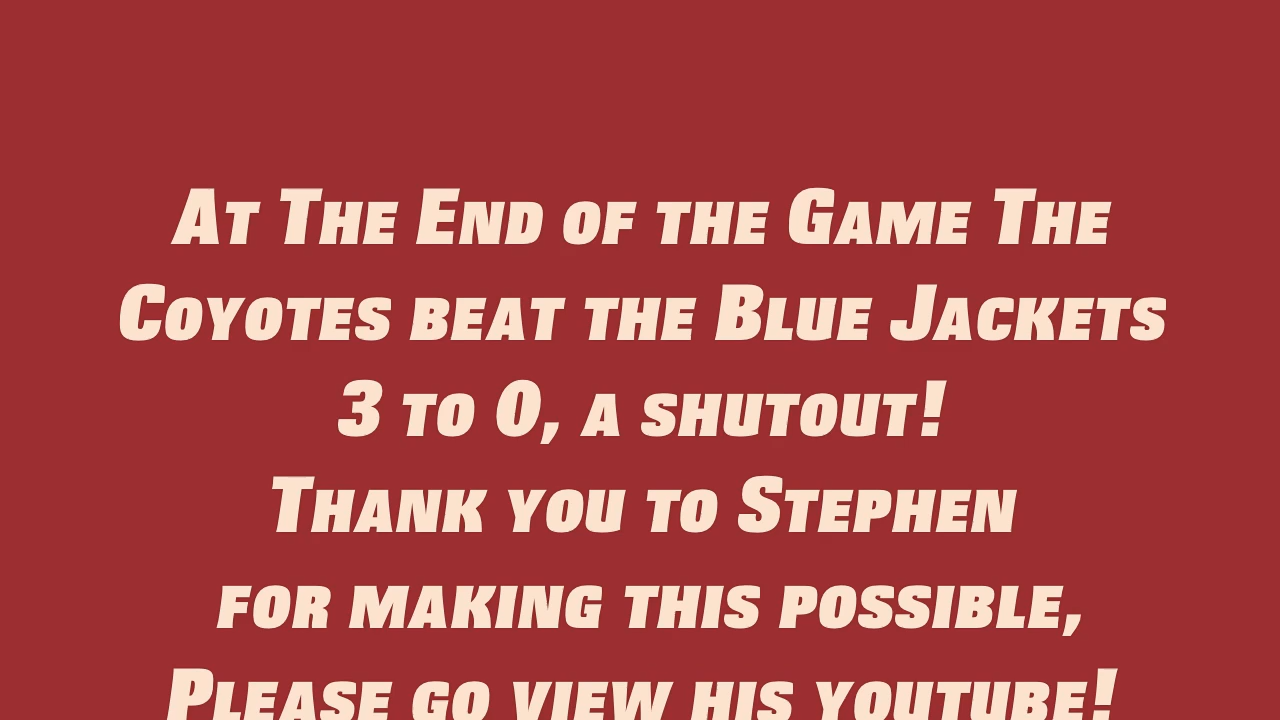 At The End of the Game The
Coyotes beat the Blue Jackets
3 to 0, a shutout!
Thank you to Stephen
for making this possible,
Please go view his youtube!